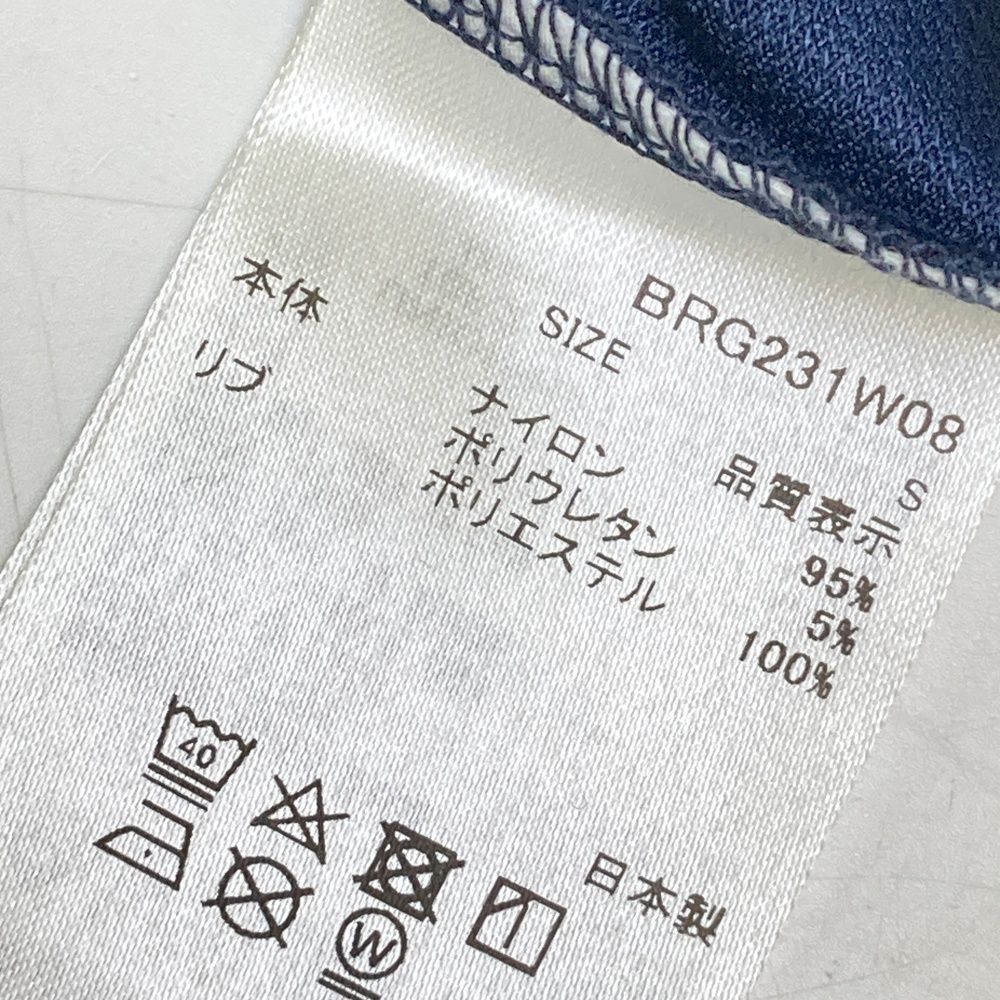 BRG231W08
SIZE S
品質表示
本体 ナイロン 95%
ポリウレタン 5%
リブ ポリエステル 100%
40
W
日本製